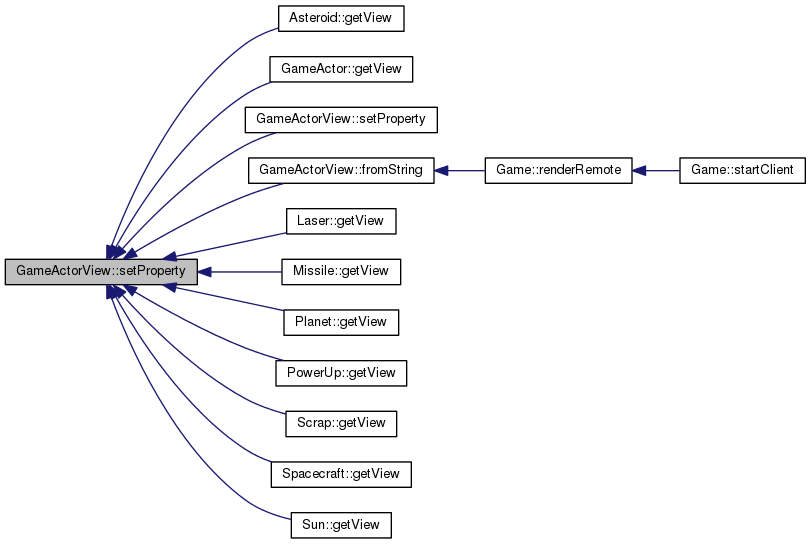 Asteroid::getView
GameActor::getView
GameActorView::setProperty
GameActorView::fromString
Game::renderRemote
Game::startClient
Laser::getView
GameActorView::setProperty
Missile::getView
Planet::getView
PowerUp::getView
Scrap::getView
Spacecraft::getView
Sun::getView